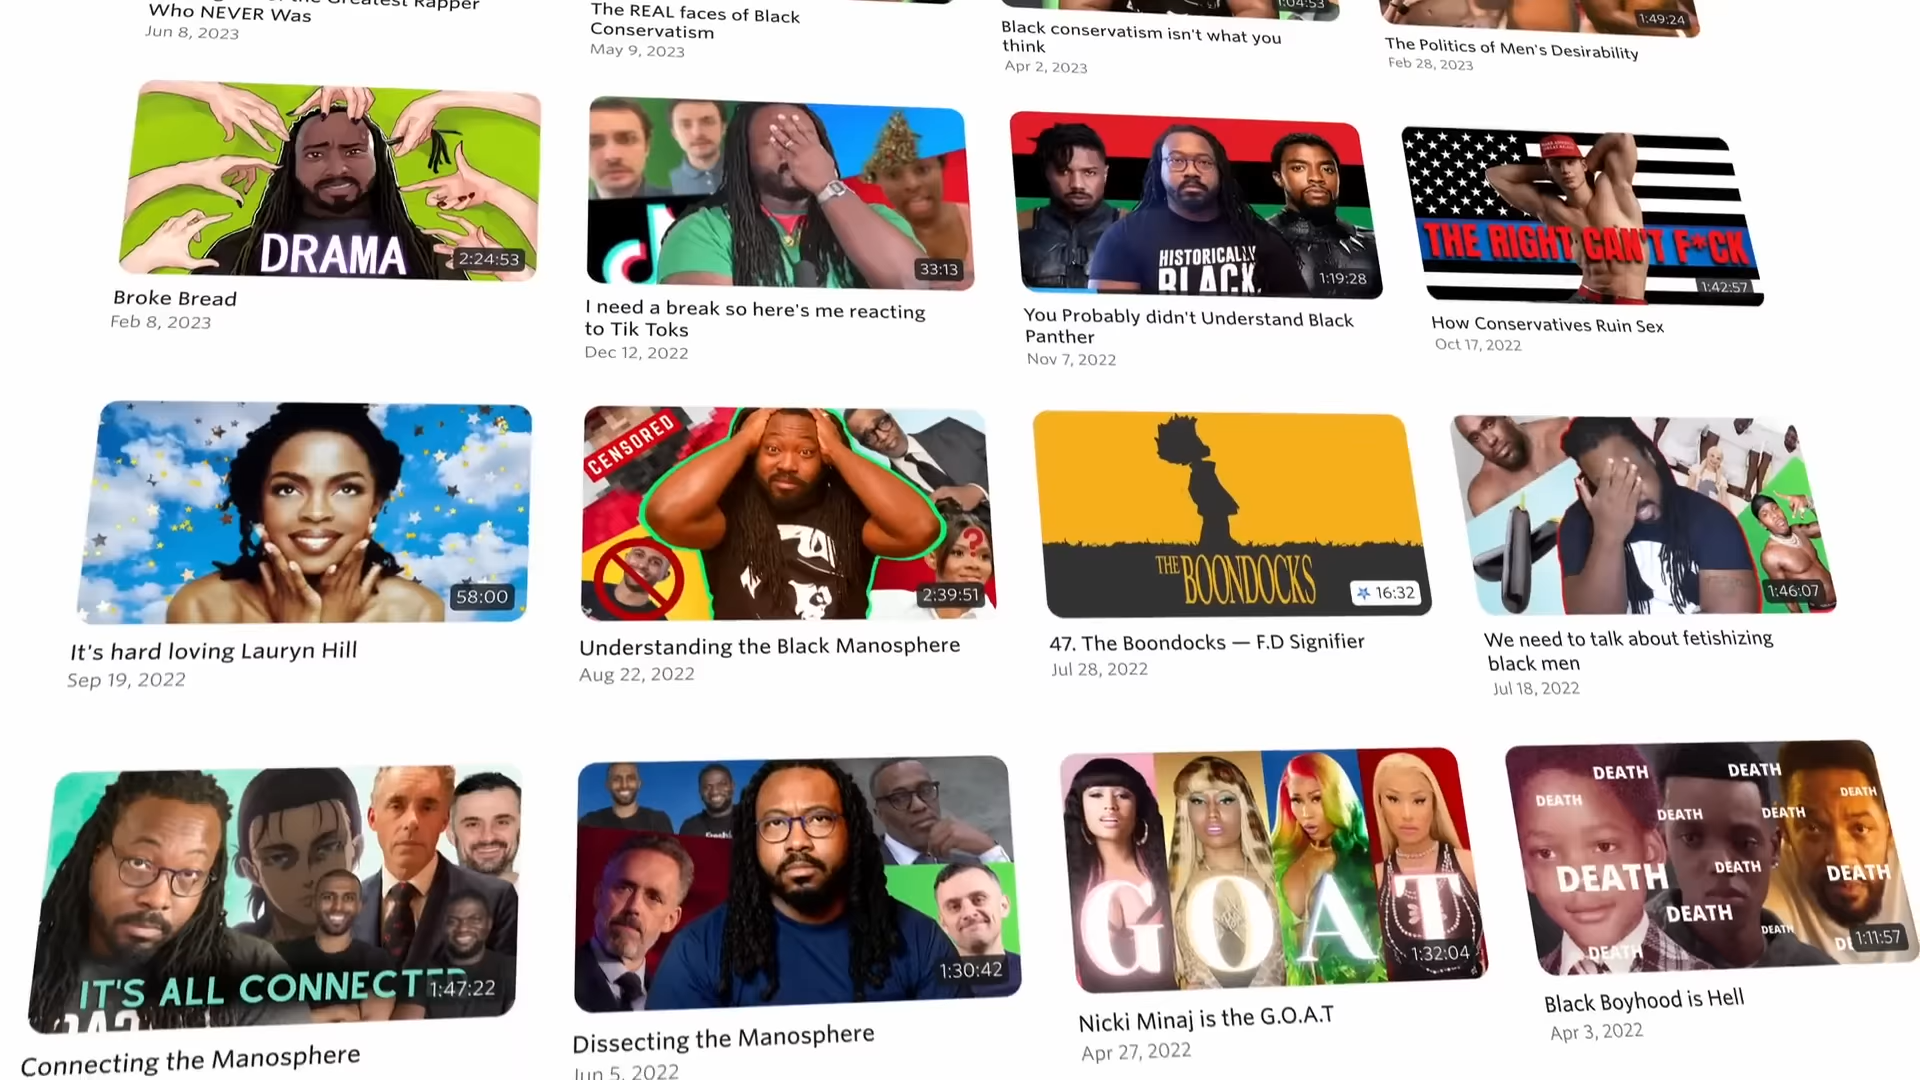 Greatest Rapper
Who NEVER Was
Jun 8, 2023
The REAL faces of Black
Conservatism
May 9, 2023
1:04:53
Black conservatism isn't what you
think
Apr 2, 2023
1:49:24
The Politics of Men's Desirability
Feb 28, 2023
DRAMA
2:24:53
Broke Bread
Feb 8, 2023
33:13
I need a break so here's me reacting
to Tik Toks
Dec 12, 2022
HISTORICALLY
BLACK.
1:19:28
You Probably didn't Understand Black
Panther
Nov 7, 2022
THE RIGHT CAN'T F*CK
1:42:57
How Conservatives Ruin Sex
Oct 17, 2022
58:00
It's hard loving Lauryn Hill
Sep 19, 2022
CENSORED
?
2:39:51
Understanding the Black Manosphere
Aug 22, 2022
THE BOONDOCKS
16:32
47. The Boondocks — F.D Signifier
Jul 28, 2022
1:46:07
We need to talk about fetishizing
black men
Jul 18, 2022
IT'S ALL CONNECTED
1:47:22
Connecting the Manosphere
1:30:42
Dissecting the Manosphere
Jun 5, 2022
GOAT
1:32:04
Nicki Minaj is the G.O.A.T
Apr 27, 2022
DEATH DEATH
DEATH DEATH
DEATH DEATH
DEATH DEATH DEATH
DEATH DEATH
DEATH
1:11:57
Black Boyhood is Hell
Apr 3, 2022